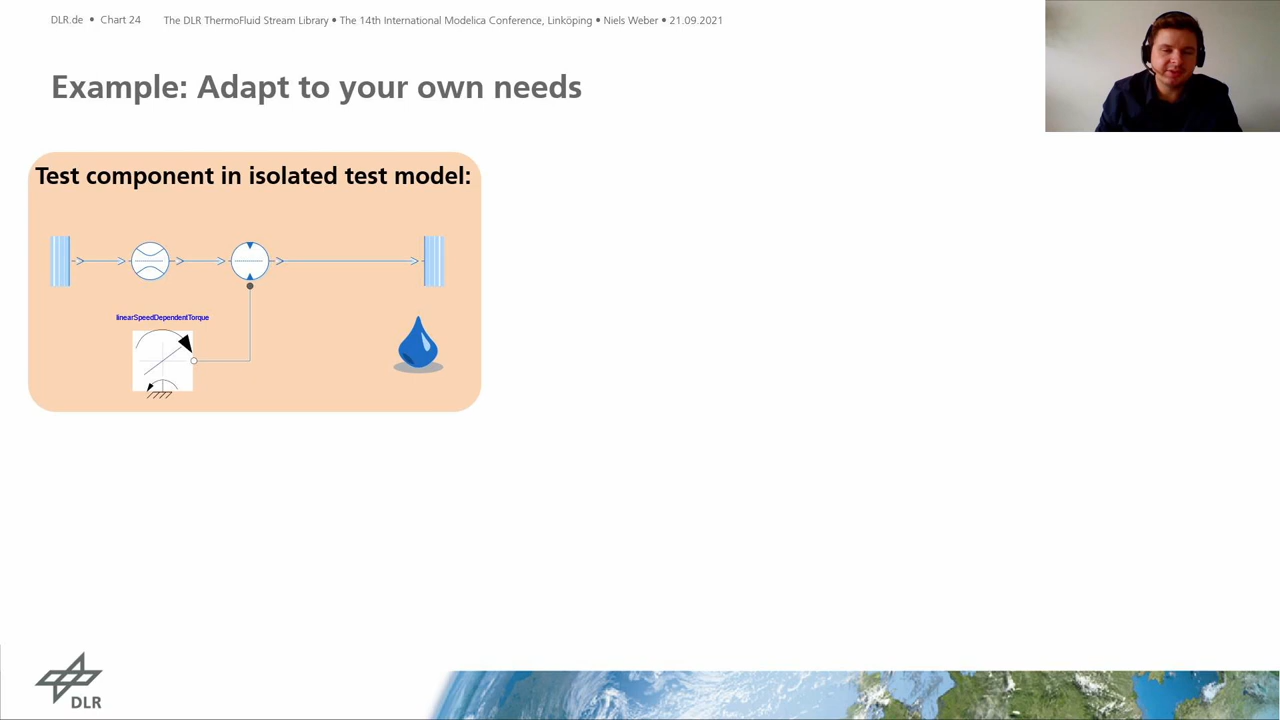 DLR.de • Chart 24 The DLR ThermoFluid Stream Library • The 14th International Modelica Conference, Linköping • Niels Weber • 21.09.2021
Example: Adapt to your own needs
Test component in isolated test model:
linearSpeedDependentTorque
DLR